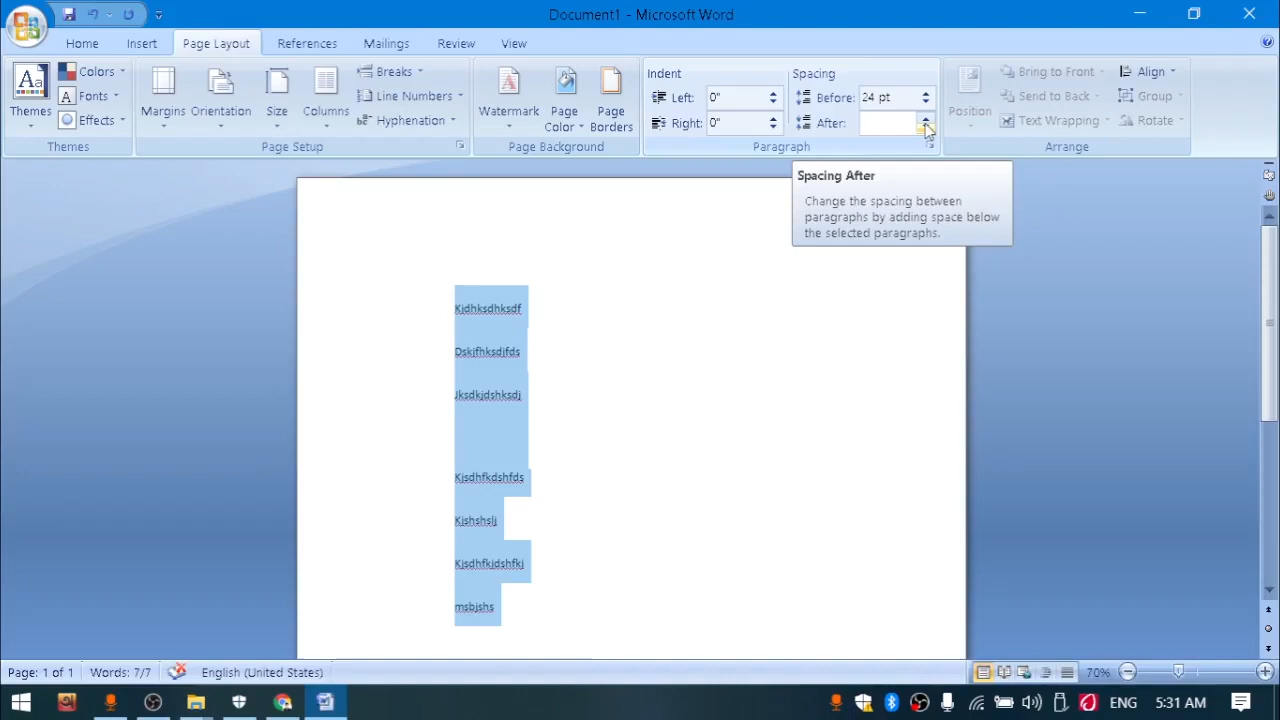 Document1 - Microsoft Word
Home Insert Page Layout References Mailings Review View
Colors Breaks Indent Spacing Bring to Front Align
Aa Fonts Line Numbers Left: 0" Before: 24 pt Send to Back Group
Themes Effects Margins Orientation Size Columns Hyphenation Watermark Page Color Page Borders Right: 0" After: Position Text Wrapping Rotate
Themes Page Setup Page Background Paragraph Arrange
Spacing After
Change the spacing between
paragraphs by adding space below
the selected paragraphs.
Kjdhksdhksdf
Dskjfhksdjfds
Jksdkjdshksdj
Kjsdhfkdshfds
Kjshshslj
Kjsdhfkjdshfkj
msbjshs
Page: 1 of 1 Words: 7/7 English (United States) 70%
ENG 5:31 AM